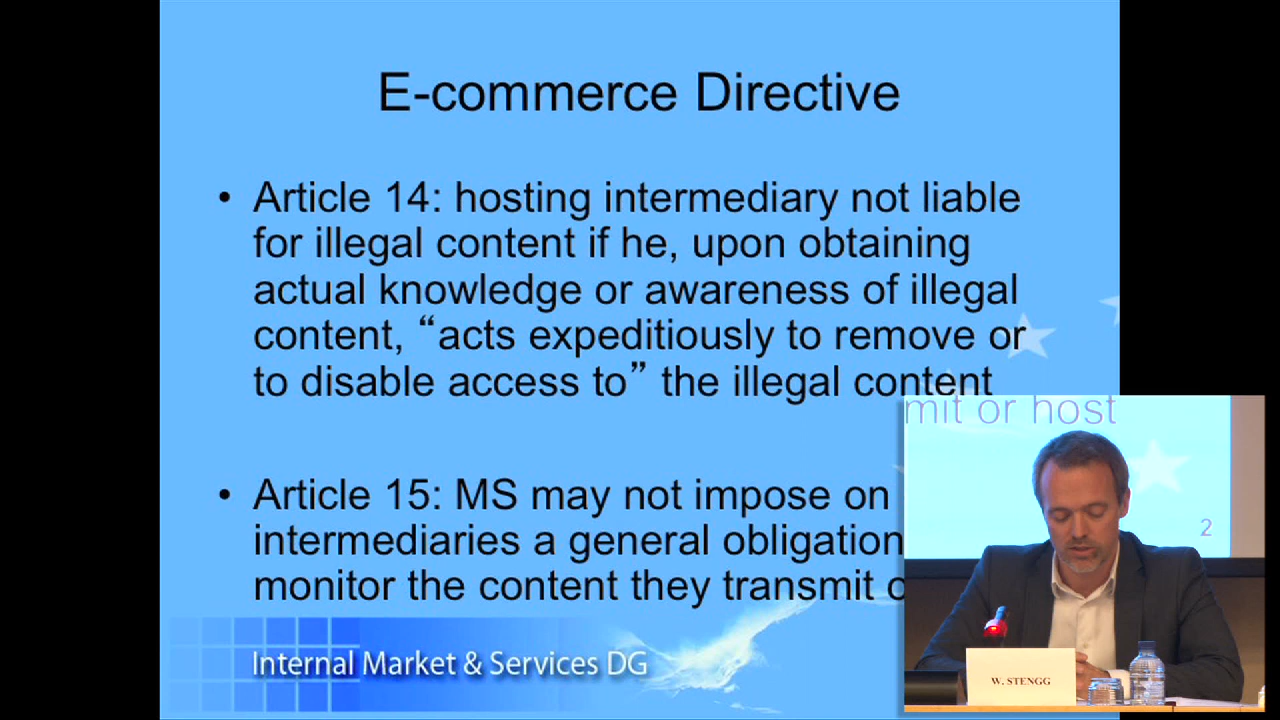 E-commerce Directive
• Article 14: hosting intermediary not liable
for illegal content if he, upon obtaining
actual knowledge or awareness of illegal
content, “acts expeditiously to remove or
to disable access to” the illegal content
• Article 15: MS may not impose on
intermediaries a general obligation
monitor the content they transmit
Internal Market & Services DG
mit or host
2
W. STENGG